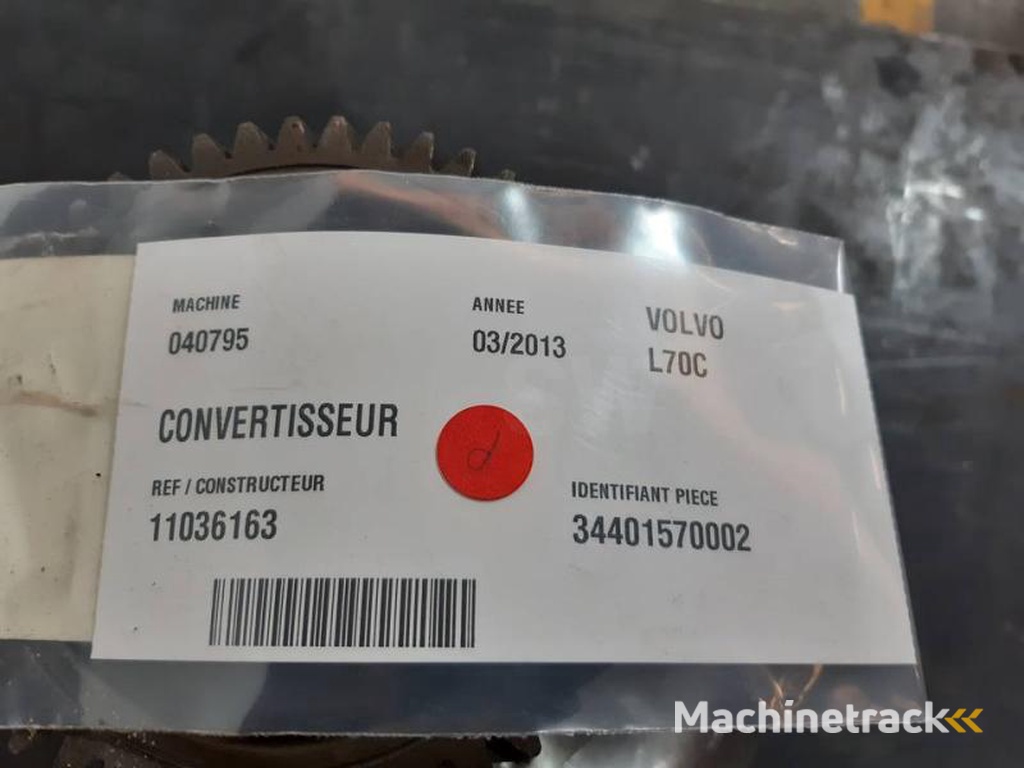 MACHINE
040795
ANNEE
03/2013
VOLVO
L70C
CONVERTISSEUR
REF / CONSTRUCTEUR
11036163
IDENTIFIANT PIECE
34401570002
Machinetrack